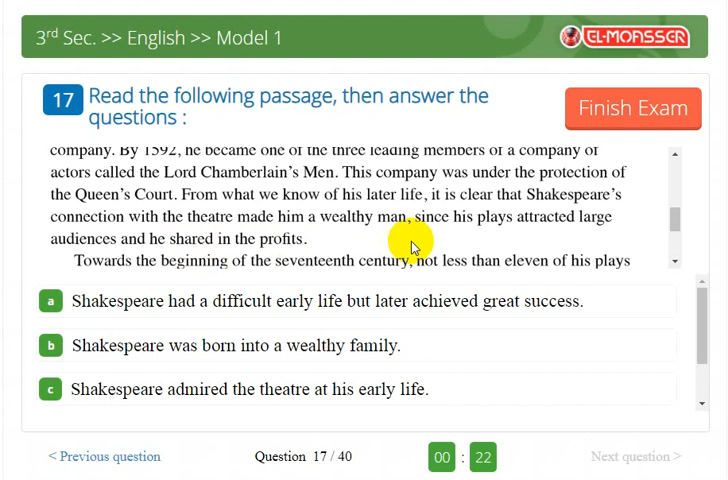 3rd Sec. >> English >> Model 1
EL-MOASSER
17
Read the following passage, then answer the
questions :
Finish Exam
company. By 1592, he became one of the three leading members of a company of
actors called the Lord Chamberlain's Men. This company was under the protection of
the Queen's Court. From what we know of his later life, it is clear that Shakespeare's
connection with the theatre made him a wealthy man, since his plays attracted large
audiences and he shared in the profits.
Towards the beginning of the seventeenth century, not less than eleven of his plays
a Shakespeare had a difficult early life but later achieved great success.
b Shakespeare was born into a wealthy family.
c Shakespeare admired the theatre at his early life.
< Previous question
Question 17 / 40
00 : 22
Next question >